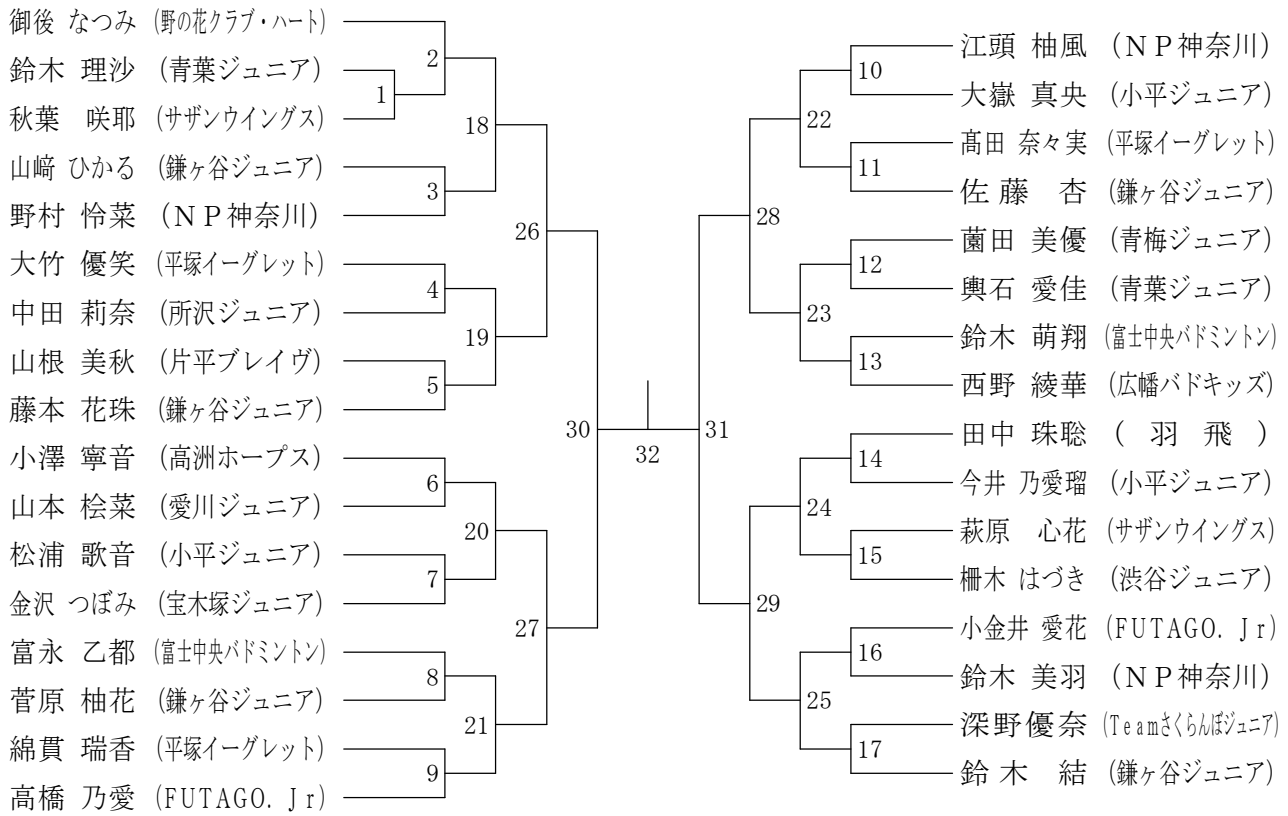 御後 なつみ (野の花クラブ・ハート)
鈴木 理沙 (青葉ジュニア)
秋葉 咲耶 (サザンウイングス)
山﨑 ひかる (鎌ヶ谷ジュニア)
野村 怜菜 (ＮＰ神奈川)
大竹 優笑 (平塚イーグレット)
中田 莉奈 (所沢ジュニア)
山根 美秋 (片平ブレイヴ)
藤本 花珠 (鎌ヶ谷ジュニア)
小澤 寧音 (高洲ホープス)
山本 桧菜 (愛川ジュニア)
松浦 歌音 (小平ジュニア)
金沢 つぼみ (宝木塚ジュニア)
富永 乙都 (富士中央バドミントン)
菅原 柚花 (鎌ヶ谷ジュニア)
綿貫 瑞香 (平塚イーグレット)
高橋 乃愛 (FUTAGO. Jr)
1
2
3
4
5
6
7
8
9
18
19
20
21
26
27
30
32
31
28
29
22
23
24
25
10
11
12
13
14
15
16
17
江頭 柚風 (ＮＰ神奈川)
大嶽 真央 (小平ジュニア)
髙田 奈々実 (平塚イーグレット)
佐藤 杏 (鎌ヶ谷ジュニア)
薗田 美優 (青梅ジュニア)
輿石 愛佳 (青葉ジュニア)
鈴木 萌翔 (富士中央バドミントン)
西野 綾華 (広幡バドキッズ)
田中 珠聡 ( 羽 飛 )
今井 乃愛瑠 (小平ジュニア)
萩原 心花 (サザンウイングス)
柵木 はづき (渋谷ジュニア)
小金井 愛花 (FUTAGO. Jr)
鈴木 美羽 (ＮＰ神奈川)
深野優奈 (Teamさくらんぼジュニア)
鈴木 結 (鎌ヶ谷ジュニア)